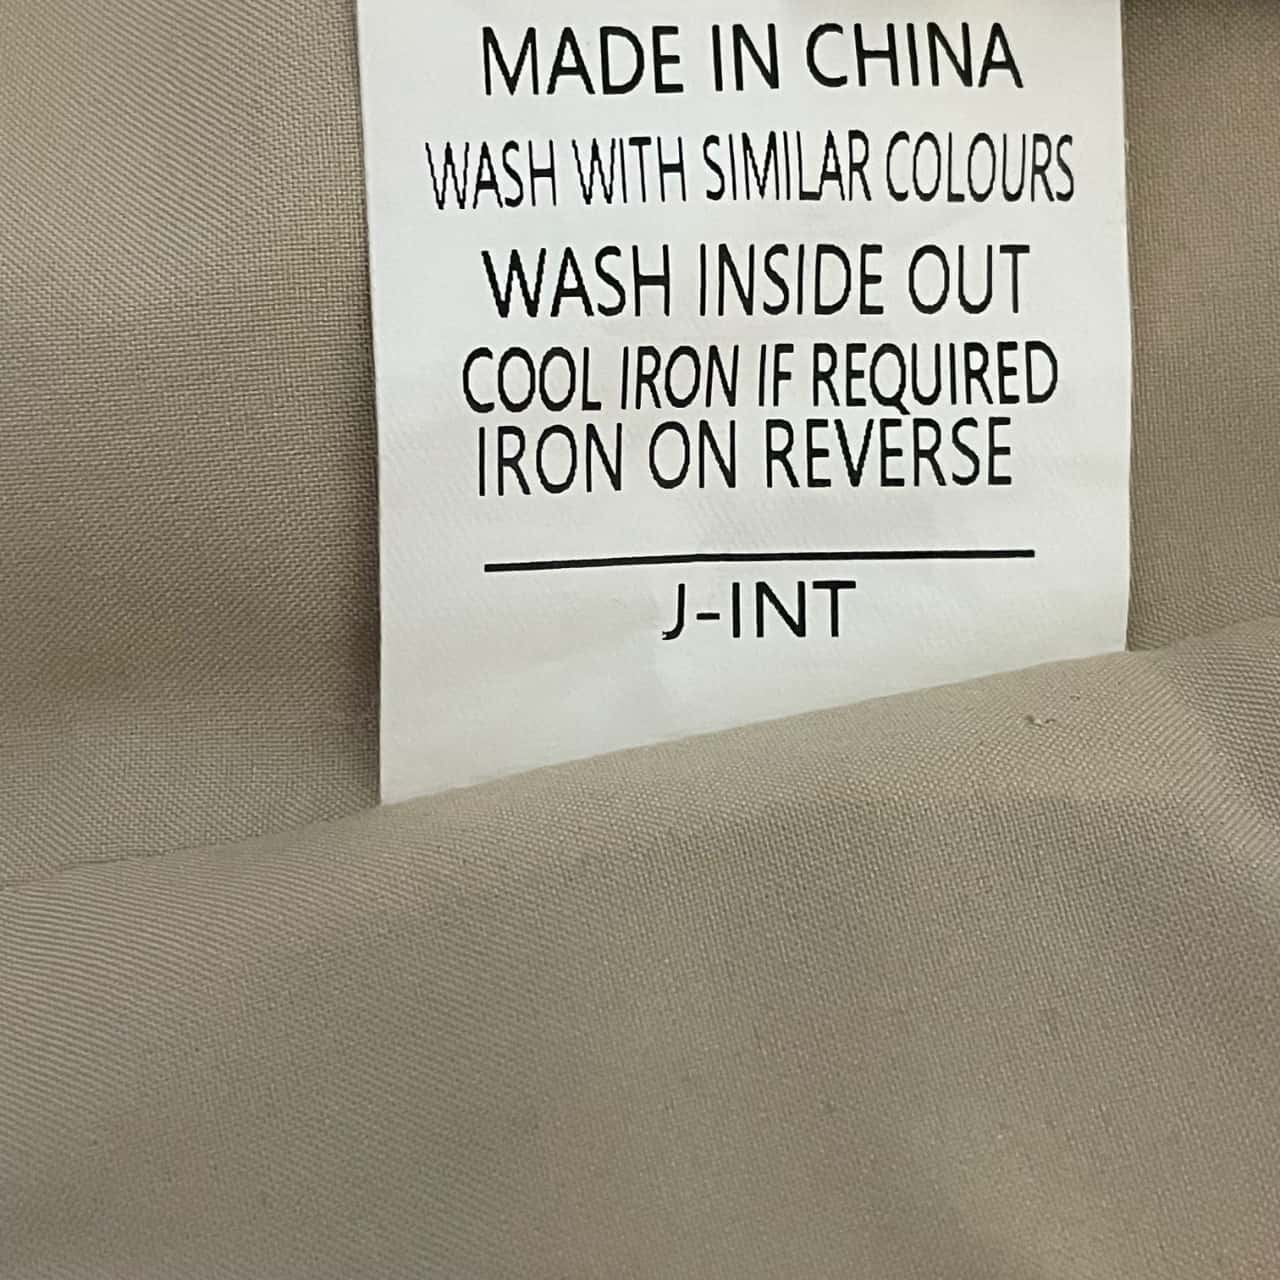 MADE IN CHINA
WASH WITH SIMILAR COLOURS
WASH INSIDE OUT
COOL IRON IF REQUIRED
IRON ON REVERSE
J-INT